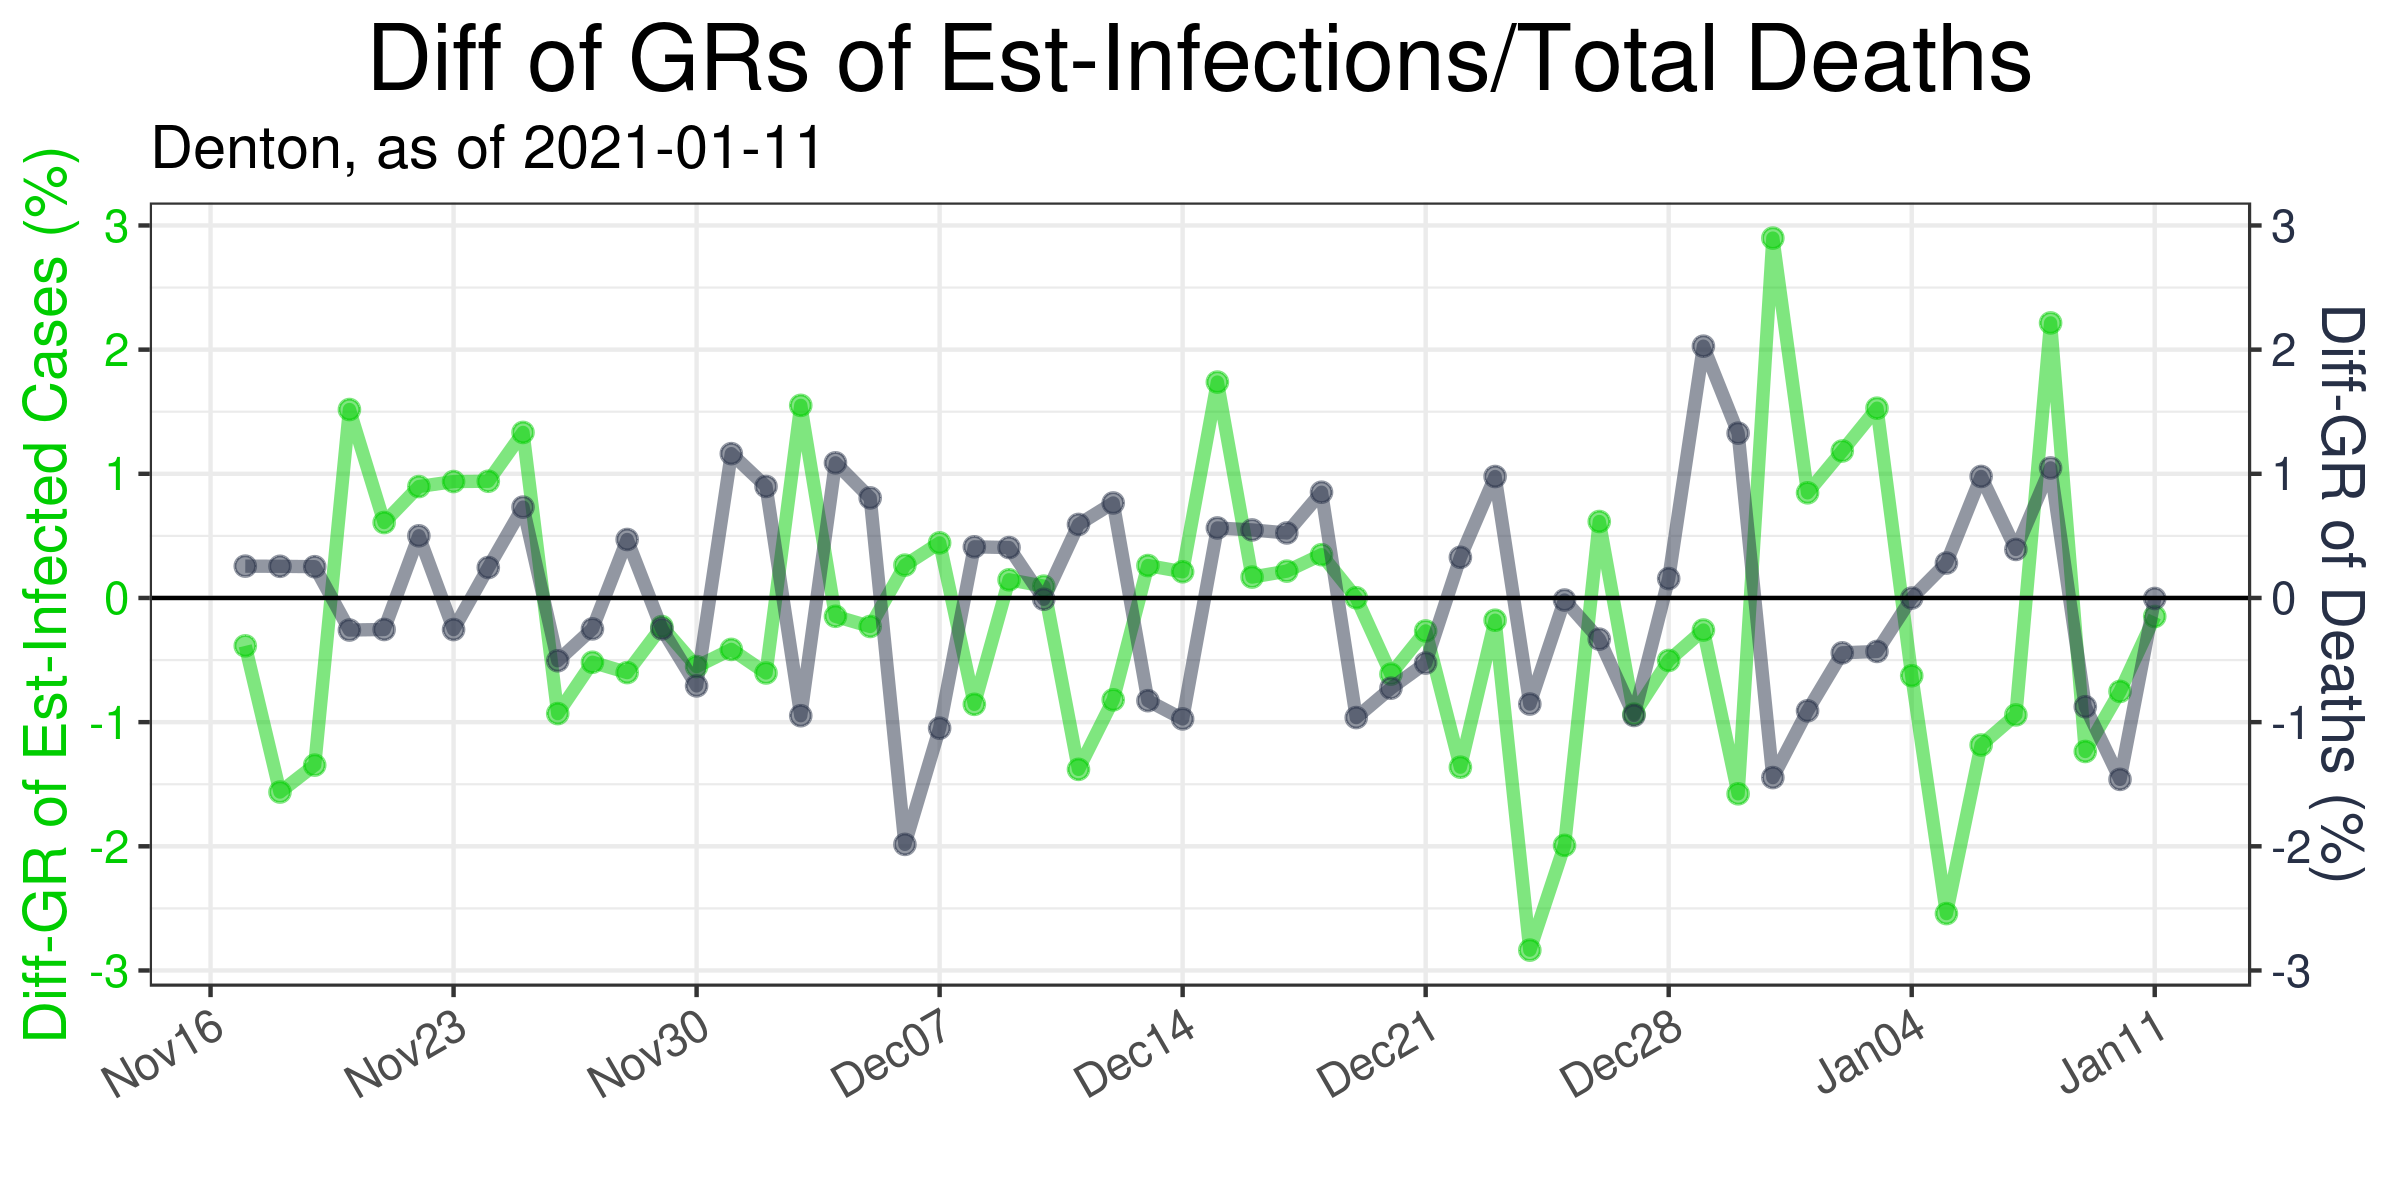 Diff of GRs of Est-Infections/Total Deaths
Denton, as of 2021-01-11
Diff-GR of Est-Infected Cases (%)
3
2
1
0
-1
-2
-3
3
2
1
0
-1
-2
-3
Diff-GR of Deaths (%)
Nov16
Nov23
Nov30
Dec07
Dec14
Dec21
Dec28
Jan04
Jan11